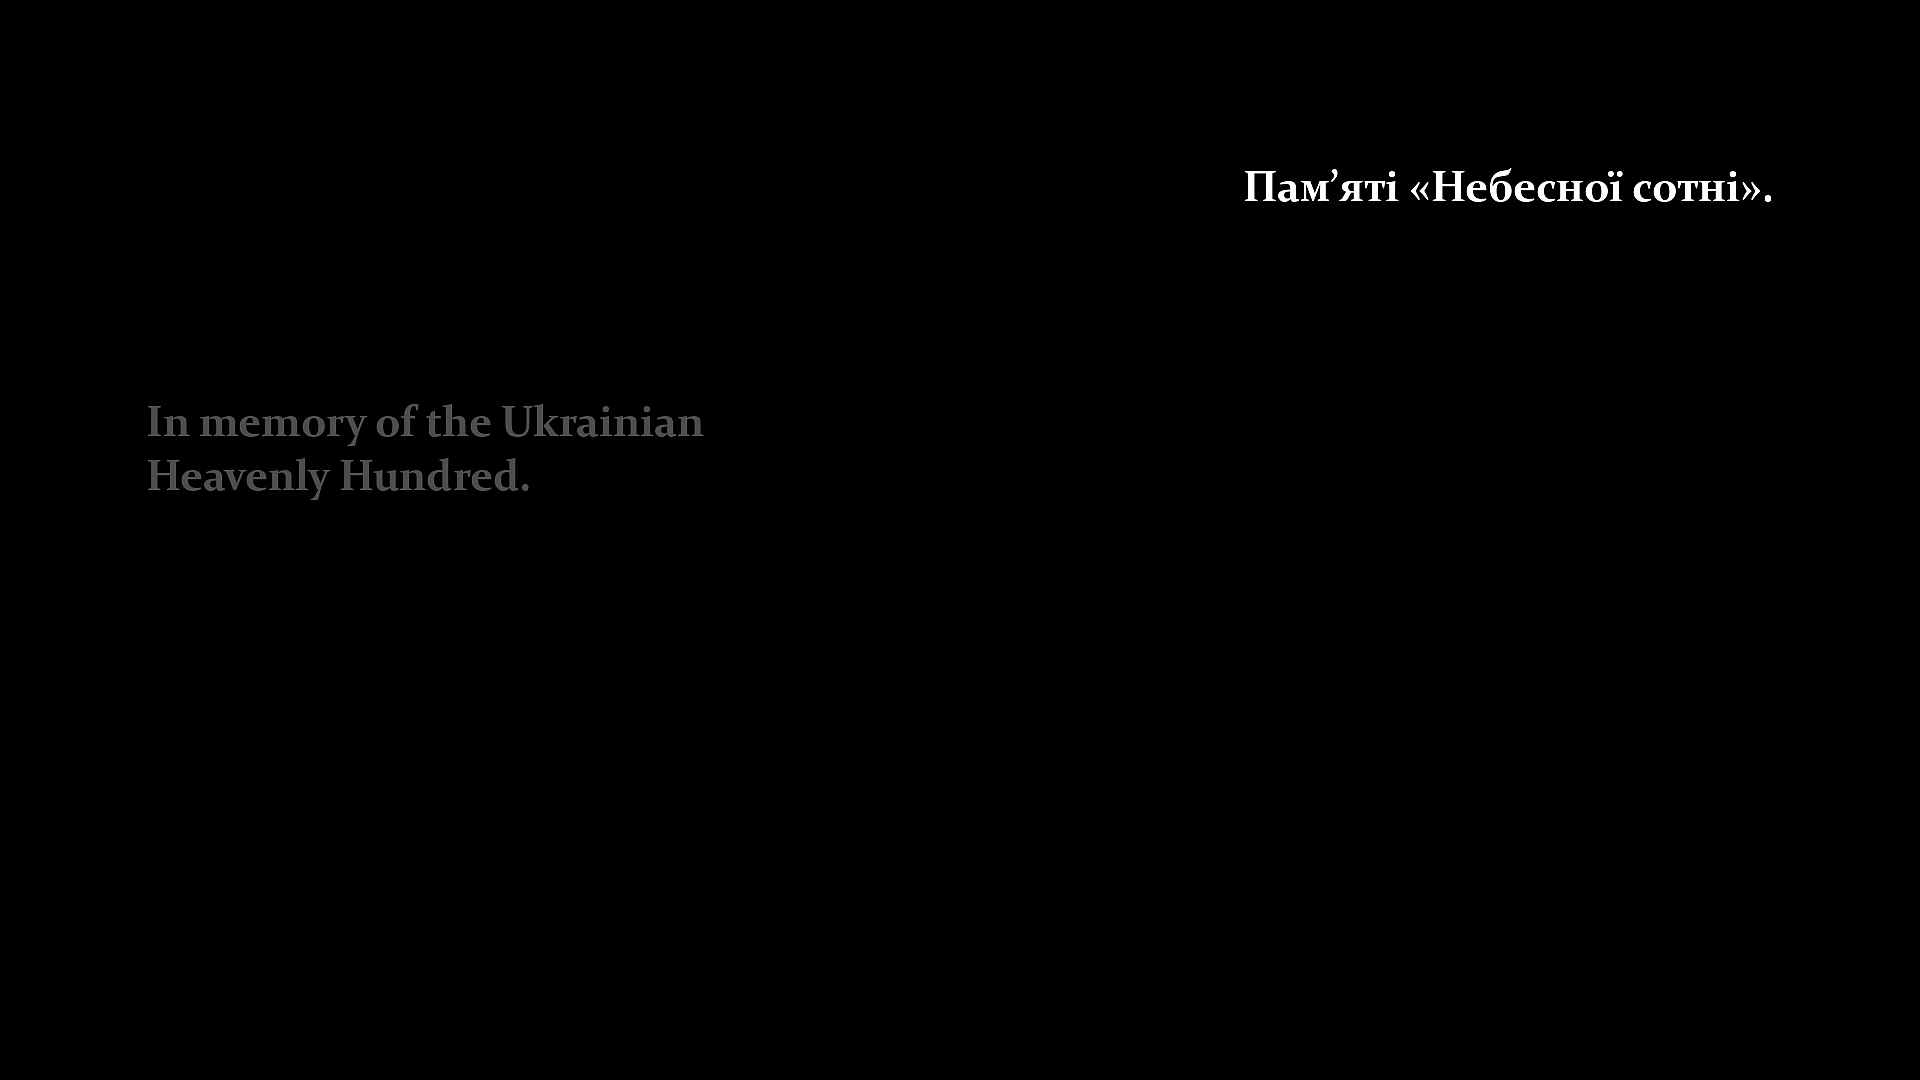 Пам’яті «Небесної сотні».
In memory of the Ukrainian
Heavenly Hundred.